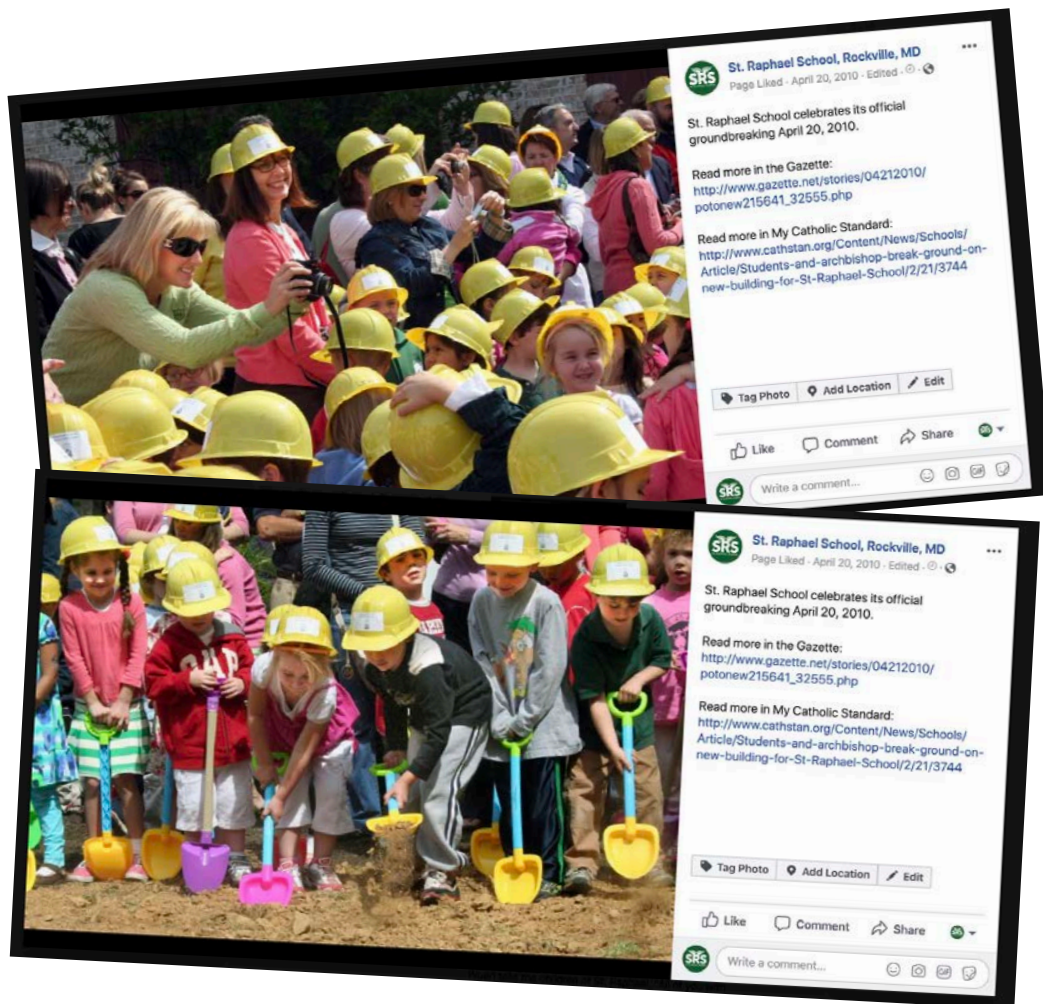 SRS
St. Raphael School, Rockville, MD
Page Liked · April 20, 2010 · Edited ·
St. Raphael School celebrates its official
groundbreaking April 20, 2010.
Read more in the Gazette:
http://www.gazette.net/stories/04212010/
potonew215641_32555.php
Read more in My Catholic Standard:
http://www.cathstan.org/Content/News/Schools/
Article/Students-and-archbishop-break-ground-on-
new-building-for-St-Raphael-School/2/21/3744
Tag Photo Add Location Edit
Like Comment Share
SRS Write a comment... GIF
SRS
St. Raphael School, Rockville, MD
Page Liked · April 20, 2010 · Edited ·
St. Raphael School celebrates its official
groundbreaking April 20, 2010.
Read more in the Gazette:
http://www.gazette.net/stories/04212010/
potonew215641_32555.php
Read more in My Catholic Standard:
http://www.cathstan.org/Content/News/Schools/
Article/Students-and-archbishop-break-ground-on-
new-building-for-St-Raphael-School/2/21/3744
Tag Photo Add Location Edit
Like Comment Share
SRS Write a comment... GIF